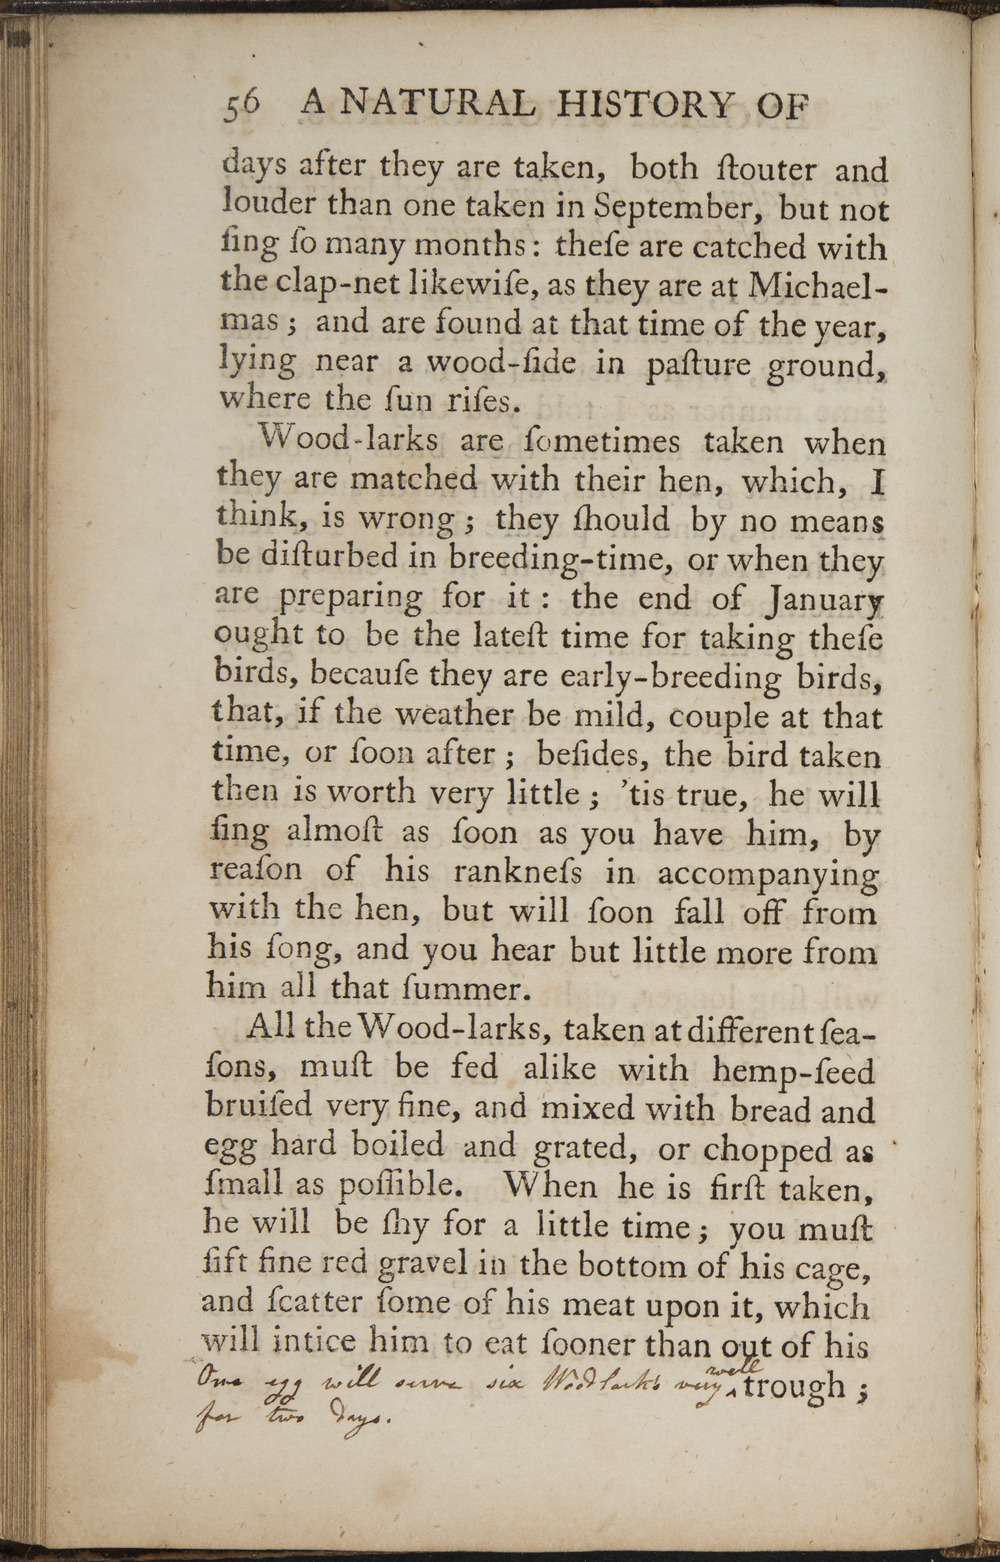 56 A NATURAL HISTORY OF
days after they are taken, both ſtouter and
louder than one taken in September, but not
ſing ſo many months: theſe are catched with
the clap-net likewiſe, as they are at Michael-
mas; and are found at that time of the year,
lying near a wood-ſide in paſture ground,
where the ſun riſes.
Wood-larks are ſometimes taken when
they are matched with their hen, which, I
think, is wrong; they ſhould by no means
be diſturbed in breeding-time, or when they
are preparing for it: the end of January
ought to be the lateſt time for taking theſe
birds, becauſe they are early-breeding birds,
that, if the weather be mild, couple at that
time, or ſoon after; beſides, the bird taken
then is worth very little; 'tis true, he will
ſing almoſt as ſoon as you have him, by
reaſon of his rankneſs in accompanying
with the hen, but will ſoon fall off from
his ſong, and you hear but little more from
him all that ſummer.
All the Wood-larks, taken at different ſea-
ſons, muſt be fed alike with hemp-ſeed
bruiſed very fine, and mixed with bread and
egg hard boiled and grated, or chopped as
ſmall as poſſible. When he is firſt taken,
he will be ſhy for a little time; you muſt
ſift fine red gravel in the bottom of his cage,
and ſcatter ſome of his meat upon it, which
will intice him to eat ſooner than out of his
trough;
One egg will serve six Wood larks very ‸well
for two Days.